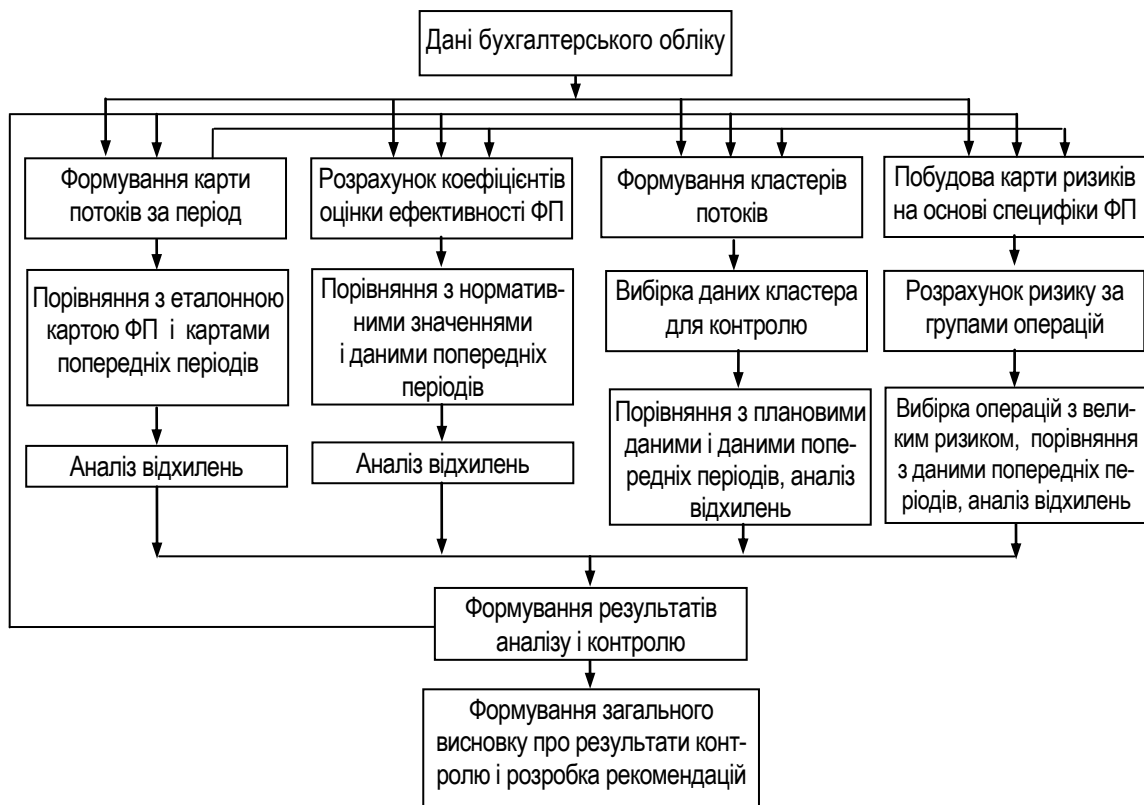 Дані бухгалтерського обліку
Формування карти
потоків за період
Розрахунок коефіцієнтів
оцінки ефективності ФП
Формування кластерів
потоків
Побудова карти ризиків
на основі специфіки ФП
Порівняння з еталонною
картою ФП і картами
попередніх періодів
Порівняння з норматив-
ними значеннями
і даними попередніх
періодів
Вибірка даних кластера
для контролю
Розрахунок ризику за
групами операцій
Аналіз відхилень
Аналіз відхилень
Порівняння з плановими
даними і даними попе-
редніх періодів, аналіз
відхилень
Вибірка операцій з вели-
ким ризиком, порівняння
з даними попередніх пе-
ріодів, аналіз відхилень
Формування результатів
аналізу і контролю
Формування загального
висновку про результати конт-
ролю і розробка рекомендацій